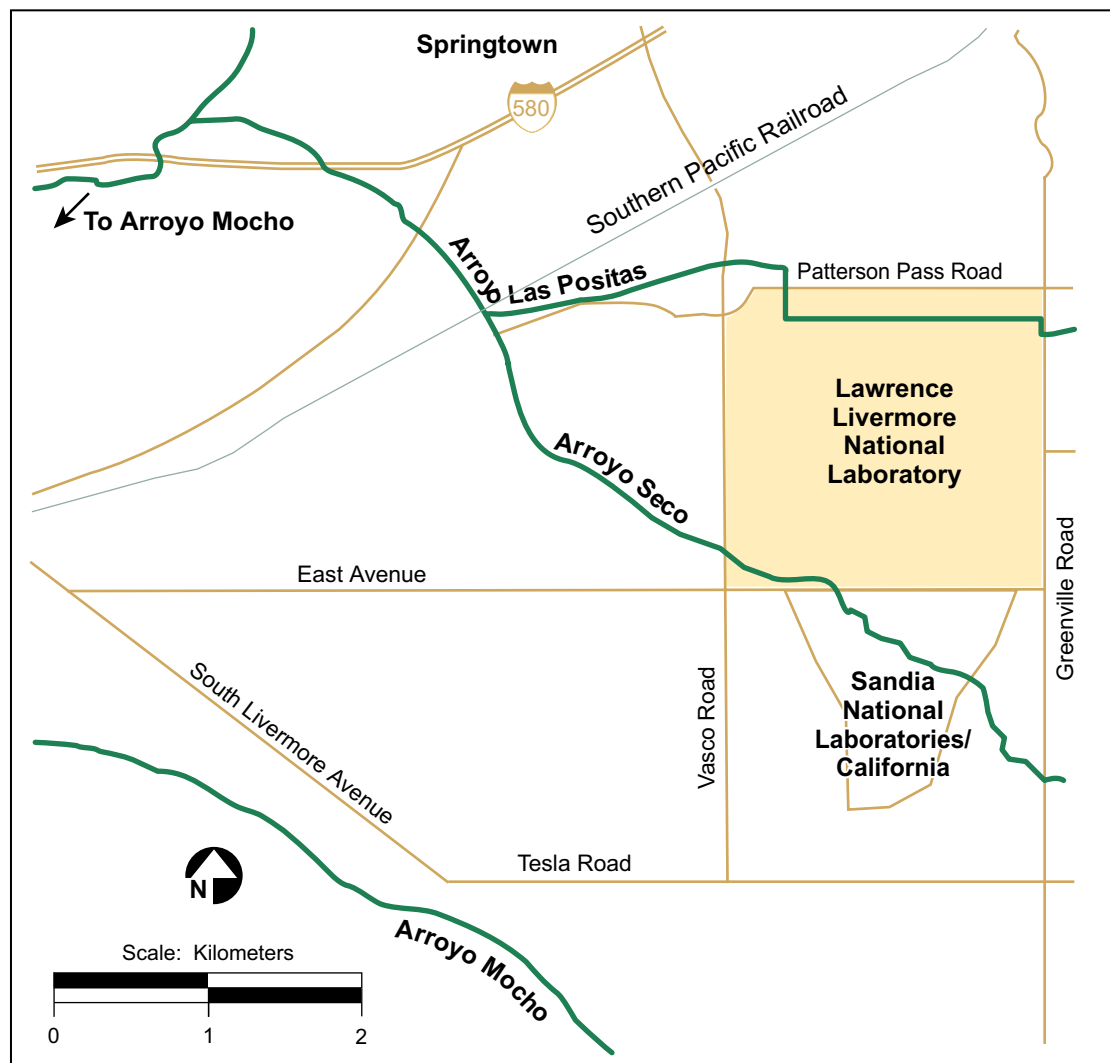 Springtown
580
Southern Pacific Railroad
To Arroyo Mocho
Arroyo Las Positas
Patterson Pass Road
Lawrence
Livermore
National
Laboratory
Arroyo Seco
East Avenue
Greenville Road
South Livermore Avenue
Vasco Road
Sandia
National
Laboratories/
California
Tesla Road
N
Arroyo Mocho
Scale: Kilometers
0 1 2